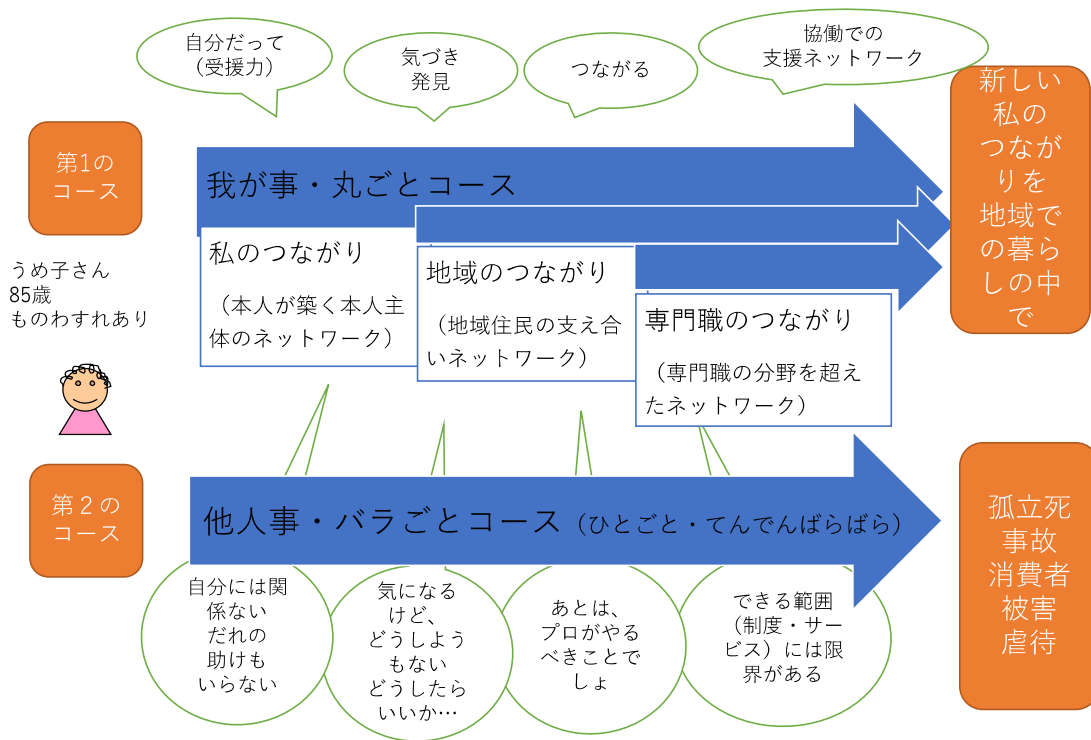 自分だって
（受援力）
気づき
発見
つながる
協働での
支援ネットワーク
第1の
コース
我が事・丸ごとコース
新しい
私の
つなが
りを
地域で
の暮ら
しの中
で
うめ子さん
85歳
ものわすれあり
私のつながり
（本人が築く本人主
体のネットワーク）
地域のつながり
（地域住民の支え合
いネットワーク）
専門職のつながり
（専門職の分野を超え
たネットワーク）
第２の
コース
他人事・バラごとコース（ひとごと・てんでんばらばら）
孤立死
事故
消費者
被害
虐待
自分には関
係ない
だれの
助けも
いらない
気になる
けど、
どうしよう
もない
どうしたら
いいか…
あとは、
プロがやる
べきことで
しょ
できる範囲
（制度・サー
ビス）には限
界がある